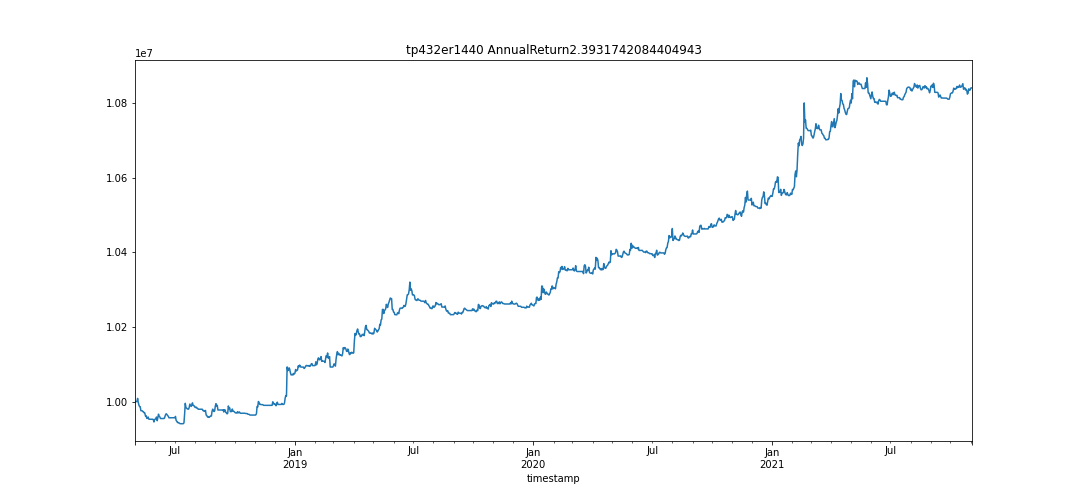 tp432er1440 AnnualReturn2.3931742084404943
1e7
1.08
1.06
1.04
1.02
1.00
Jul Jan Jul Jan Jul Jan Jul
2019 2020 2021
timestamp